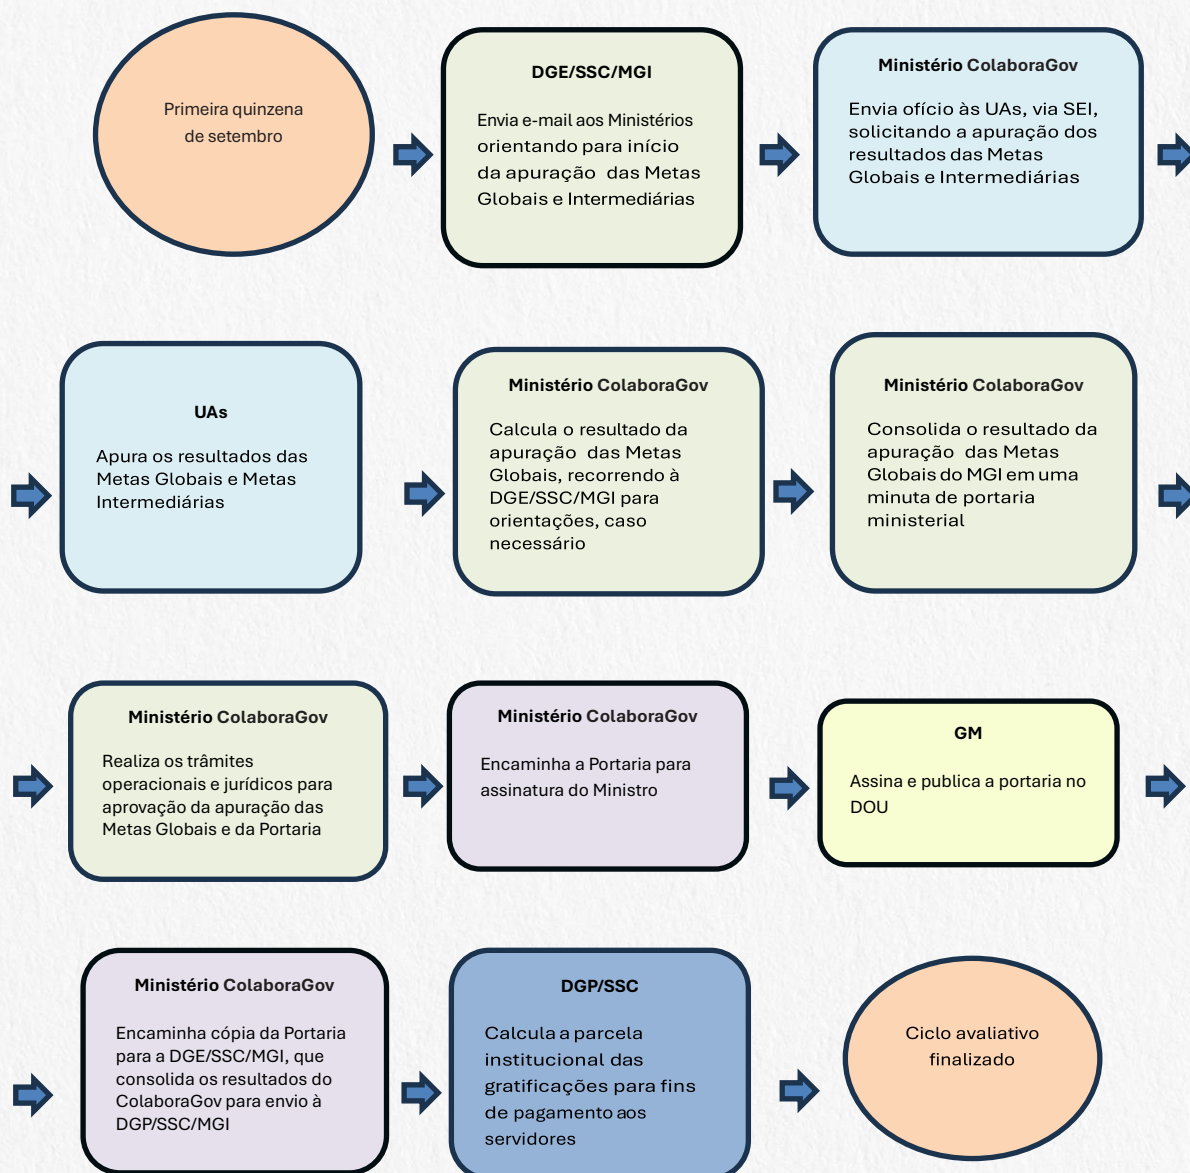 Primeira quinzena
de setembro
DGE/SSC/MGI
Envia e-mail aos Ministérios
orientando para início
da apuração das Metas
Globais e Intermediárias
Ministério ColaboraGov
Envia ofício às UAs, via SEI,
solicitando a apuração dos
resultados das Metas
Globais e Intermediárias
UAs
Apura os resultados das
Metas Globais e Metas
Intermediárias
Ministério ColaboraGov
Calcula o resultado da
apuração das Metas
Globais, recorrendo à
DGE/SSC/MGI para
orientações, caso
necessário
Ministério ColaboraGov
Consolida o resultado da
apuração das Metas
Globais do MGI em uma
minuta de portaria
ministerial
Ministério ColaboraGov
Realiza os trâmites
operacionais e jurídicos para
aprovação da apuração das
Metas Globais e da Portaria
Ministério ColaboraGov
Encaminha a Portaria para
assinatura do Ministro
GM
Assina e publica a portaria no
DOU
Ministério ColaboraGov
Encaminha cópia da Portaria
para a DGE/SSC/MGI, que
consolida os resultados do
ColaboraGov para envio à
DGP/SSC/MGI
DGP/SSC
Calcula a parcela
institucional das
gratificações para fins
de pagamento aos
servidores
Ciclo avaliativo
finalizado